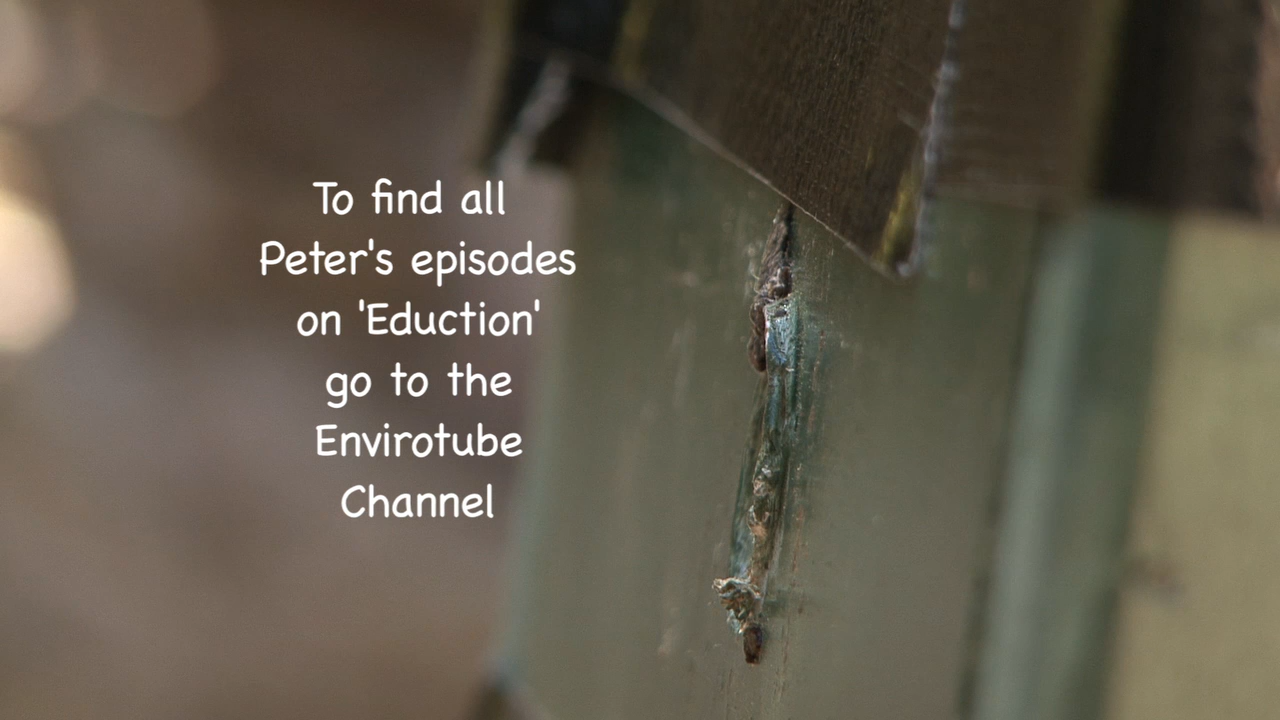 To find all
Peter's episodes
on 'Eduction'
go to the
Envirotube
Channel